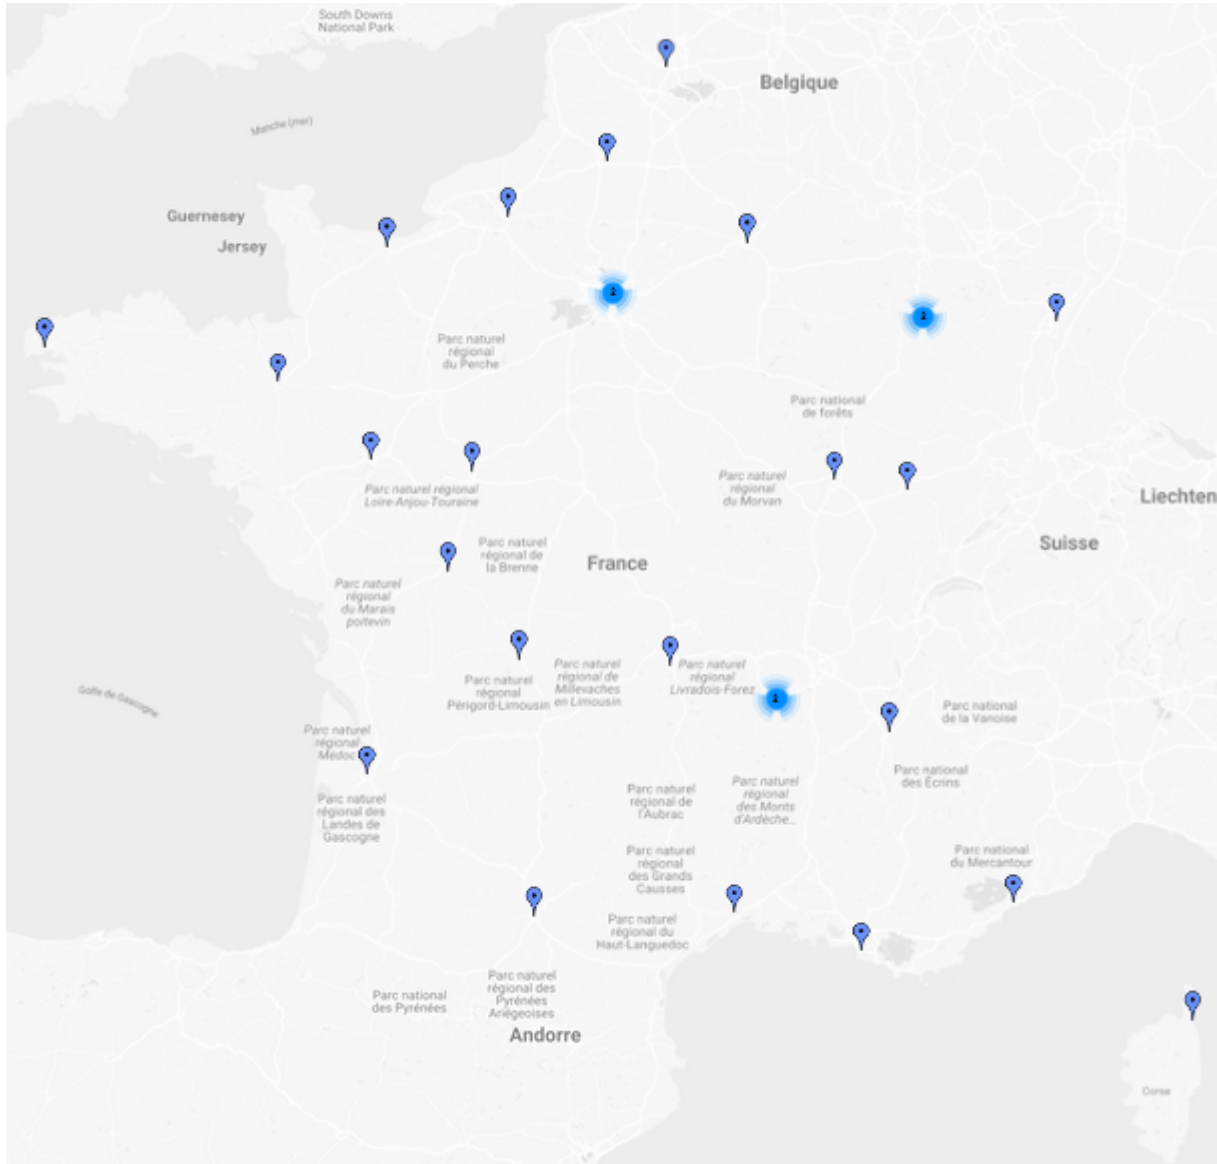 South Downs
National Park
Belgique
Manche (mer)
Guernesey
Jersey
2
2
Parc naturel
régional
du Perche
Parc national
de forêts
Parc naturel
régional
du Morvan
Parc naturel régional
Loire-Anjou-Touraine
Liechten
Suisse
Parc naturel
régional de
la Brenne
France
Parc naturel
régional
du Marais
poitevin
Parc naturel
régional de
Millevaches
en Limousin
Parc naturel
régional
Livradois-Forez
Parc naturel
régional
Périgord-Limousin
Golfe de Gascogne
2
Parc national
de la Vanoise
Parc naturel
régional
Médoc
Parc national
des Écrins
Parc naturel
régional des
Landes de
Gascogne
Parc naturel
régional de
l'Aubrac
Parc naturel
régional
des Monts
d'Ardèche...
Parc naturel
régional
des Grands
Causses
Parc national
du Mercantour
Parc naturel
régional du
Haut-Languedoc
Parc national
des Pyrénées
Parc naturel
régional des
Pyrénées
Ariégeoises
Andorre
Corse